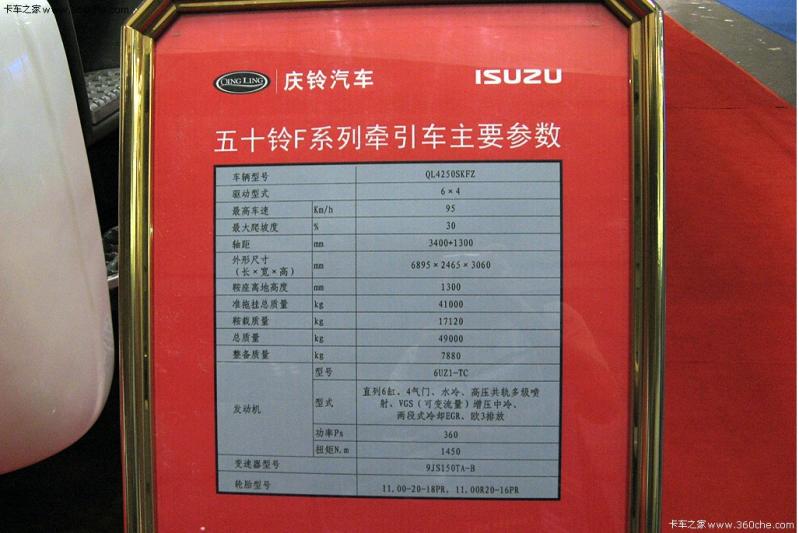 卡车之家 www.360che.com
QING LING 庆铃汽车 ISUZU
五十铃F系列牵引车主要参数
车辆型号 QL4250SKFZ
驱动型式 6×4
最高车速 Km/h 95
最大爬坡度 % 30
轴距 mm 3400+1300
外形尺寸
(长×宽×高) mm 6895×2465×3060
鞍座离地高度 mm 1300
准拖挂总质量 kg 41000
鞍载质量 kg 17120
总质量 kg 49000
整备质量 kg 7880
发动机 型号 6UZ1-TC
型式 直列6缸、4气门、水冷、高压共轨多级喷
射、VGS(可变流量)增压中冷、
两段式冷却EGR、欧3排放
功率Ps 360
扭矩N.m 1450
变速器型号 9JS150TA-B
轮胎型号 11.00-20-18PR、11.00R20-16PR
卡车之家 www.360che.com